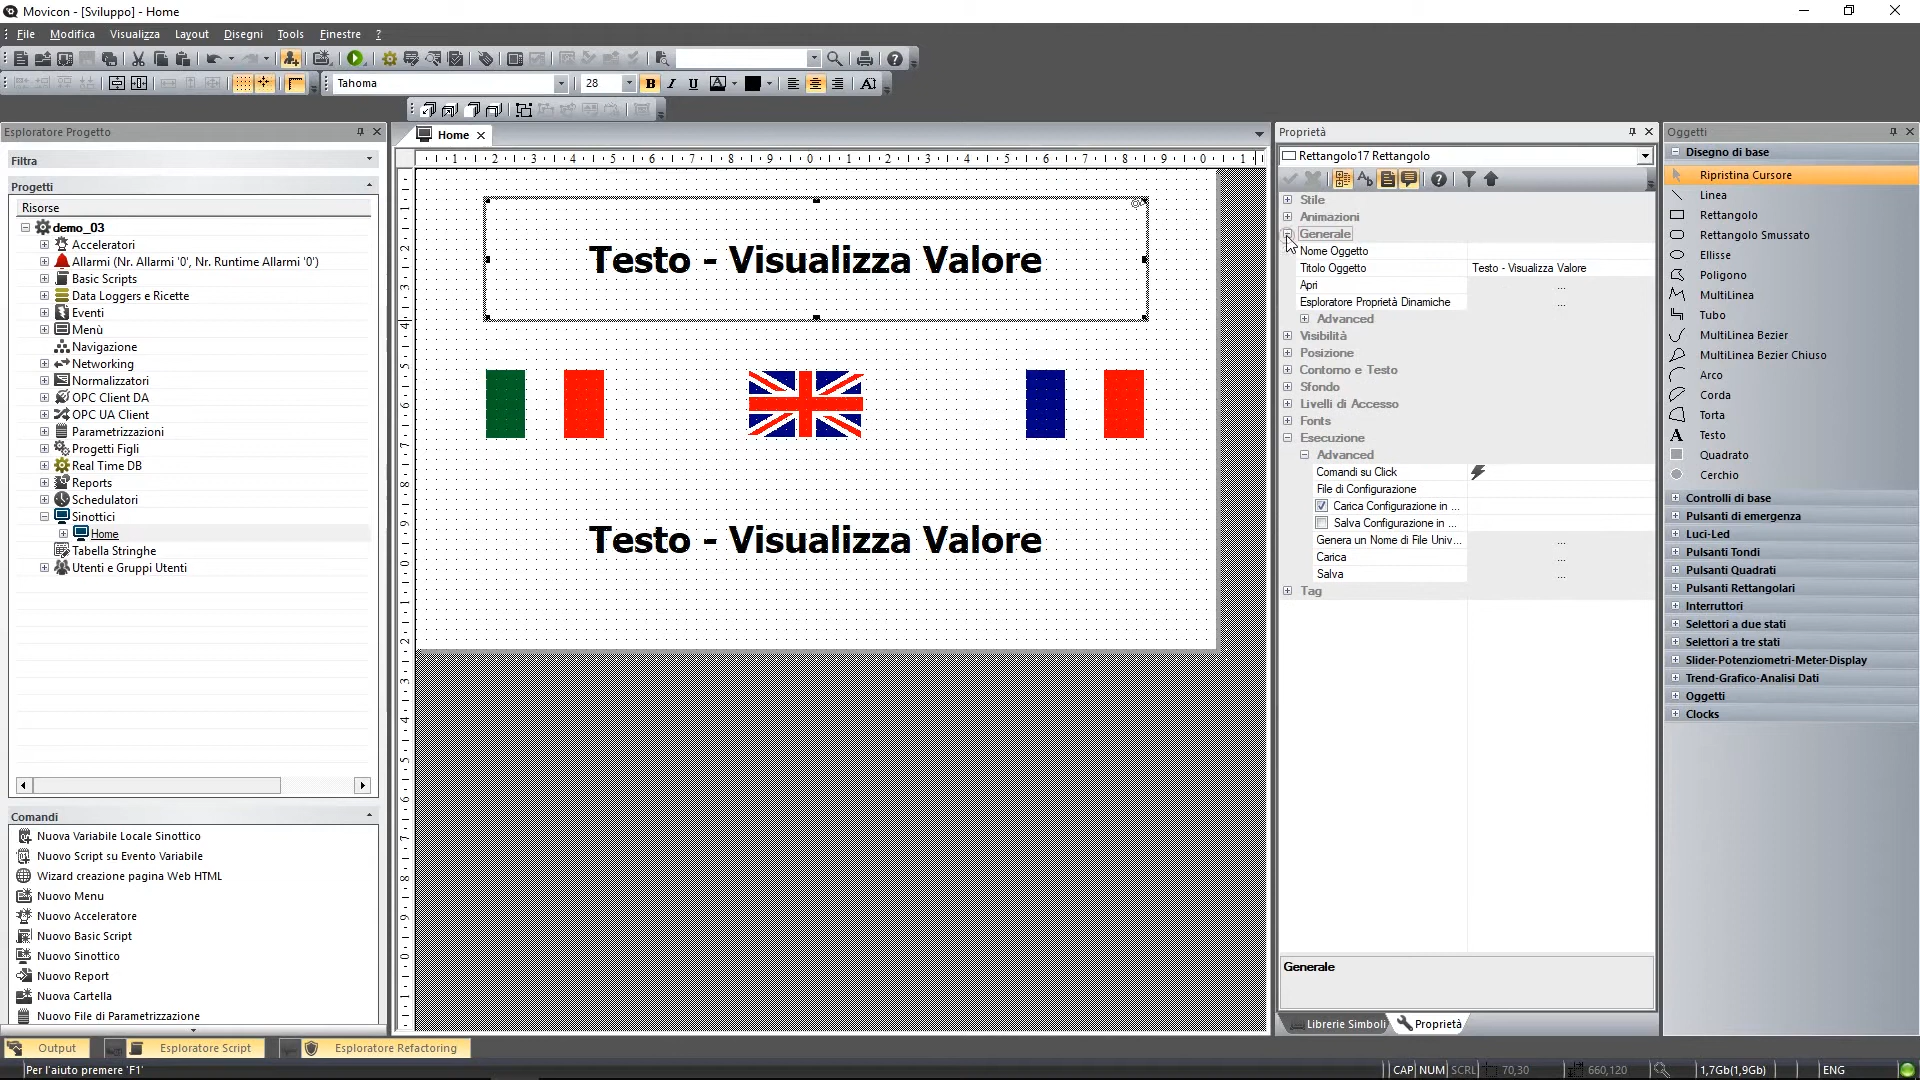 Movicon - [Sviluppo] - Home
File Modifica Visualizza Layout Disegni Tools Finestre ?
Tahoma 28 B I U
Esploratore Progetto
Filtra
Progetti
Risorse
demo_03
Acceleratori
Allarmi (Nr. Allarmi '0', Nr. Runtime Allarmi '0')
Basic Scripts
Data Loggers e Ricette
Eventi
Menù
Navigazione
Networking
Normalizzatori
OPC Client DA
OPC UA Client
Parametrizzazioni
Progetti Figli
Real Time DB
Reports
Schedulatori
Sinottici
Home
Tabella Stringhe
Utenti e Gruppi Utenti
Comandi
Nuova Variabile Locale Sinottico
Nuovo Script su Evento Variabile
Wizard creazione pagina Web HTML
Nuovo Menu
Nuovo Acceleratore
Nuovo Basic Script
Nuovo Sinottico
Nuovo Report
Nuova Cartella
Nuovo File di Parametrizzazione
Home
Testo - Visualizza Valore
Testo - Visualizza Valore
Proprietà
Rettangolo17 Rettangolo
Stile
Animazioni
Generale
Nome Oggetto
Titolo Oggetto Testo - Visualizza Valore
Apri ...
Esploratore Proprietà Dinamiche ...
Advanced
Visibilità
Posizione
Contorno e Testo
Sfondo
Livelli di Accesso
Fonts
Esecuzione
Advanced
Comandi su Click
File di Configurazione
Carica Configurazione in ...
Salva Configurazione in ...
Genera un Nome di File Univ... ...
Carica ...
Salva ...
Tag
Generale
Librerie Simboli Proprietà
Oggetti
Disegno di base
Ripristina Cursore
Linea
Rettangolo
Rettangolo Smussato
Ellisse
Poligono
MultiLinea
Tubo
MultiLinea Bezier
MultiLinea Bezier Chiuso
Arco
Corda
Torta
Testo
Quadrato
Cerchio
Controlli di base
Pulsanti di emergenza
Luci-Led
Pulsanti Tondi
Pulsanti Quadrati
Pulsanti Rettangolari
Interruttori
Selettori a due stati
Selettori a tre stati
Slider-Potenziometri-Meter-Display
Trend-Grafico-Analisi Dati
Oggetti
Clocks
Output Esploratore Script Esploratore Refactoring
Per l'aiuto premere 'F1' CAP NUM SCRL 70,30 660,120 1,7Gb(1,9Gb) ENG